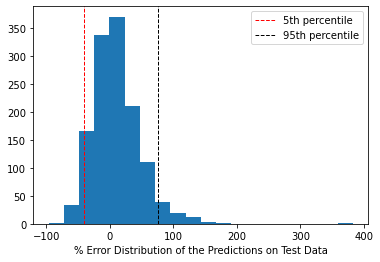 5th percentile
95th percentile
350
300
250
200
150
100
50
0
−100 0 100 200 300 400
% Error Distribution of the Predictions on Test Data